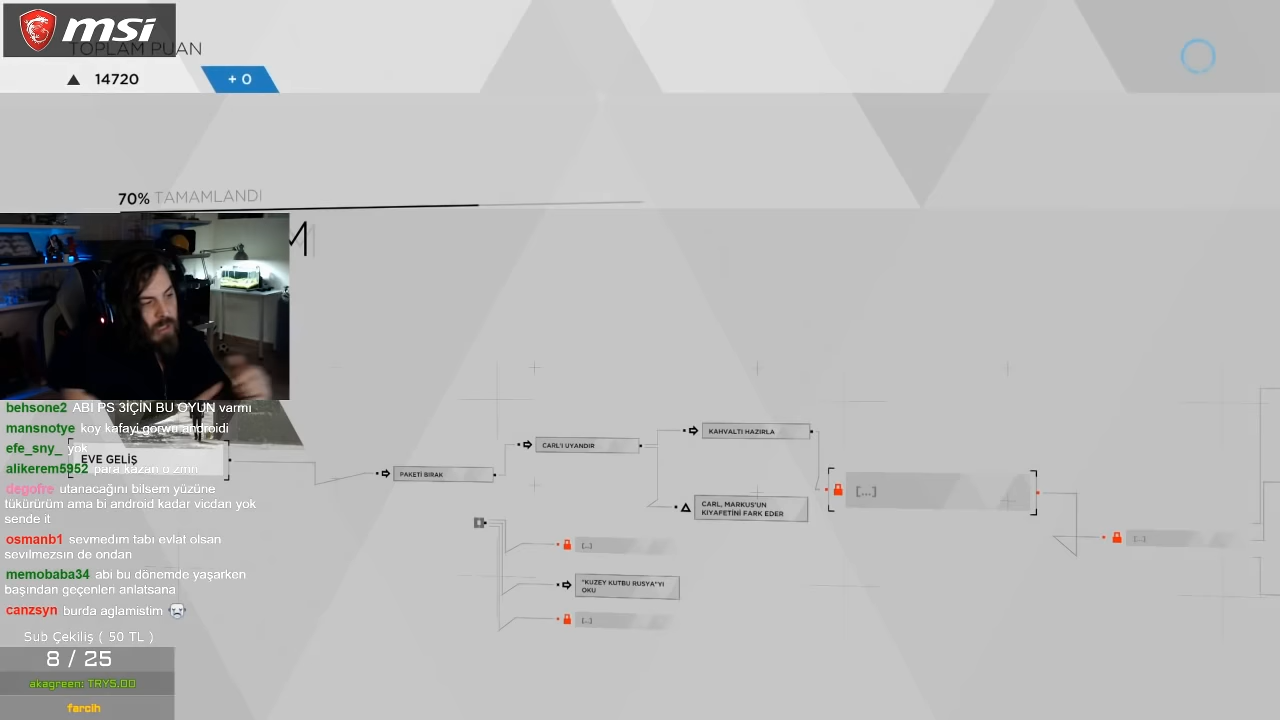 msi
TOPLAM PUAN
14720
+ 0
70% TAMAMLANDI
M
behsone2 ABİ PS 3İÇİN BU OYUN varmı
mansnotye koy kafayi gorwu androidi
efe_sny_ yok
EVE GELİŞ
alikerem5952 para kazan o zmn
degofre utanacağını bilsem yüzüne
tükürürüm ama bi android kadar vicdan yok
sende it
osmanb1 sevmedım tabı evlat olsan
sevılmezsın de ondan
memobaba34 abi bu dönemde yaşarken
başından geçenlen anlatsana
canzsyn burda aglamistim
Sub Çekiliş ( 50 TL )
8 / 25
akagreen: TRY5.00
farcih
PAKETİ BIRAK
CARL'I UYANDIR
KAHVALTI HAZIRLA
CARL, MARKUS'UN
KIYAFETİNİ FARK EDER
[...]
[...]
[...]
"KUZEY KUTBU RUSYA"YI
OKU
[...]